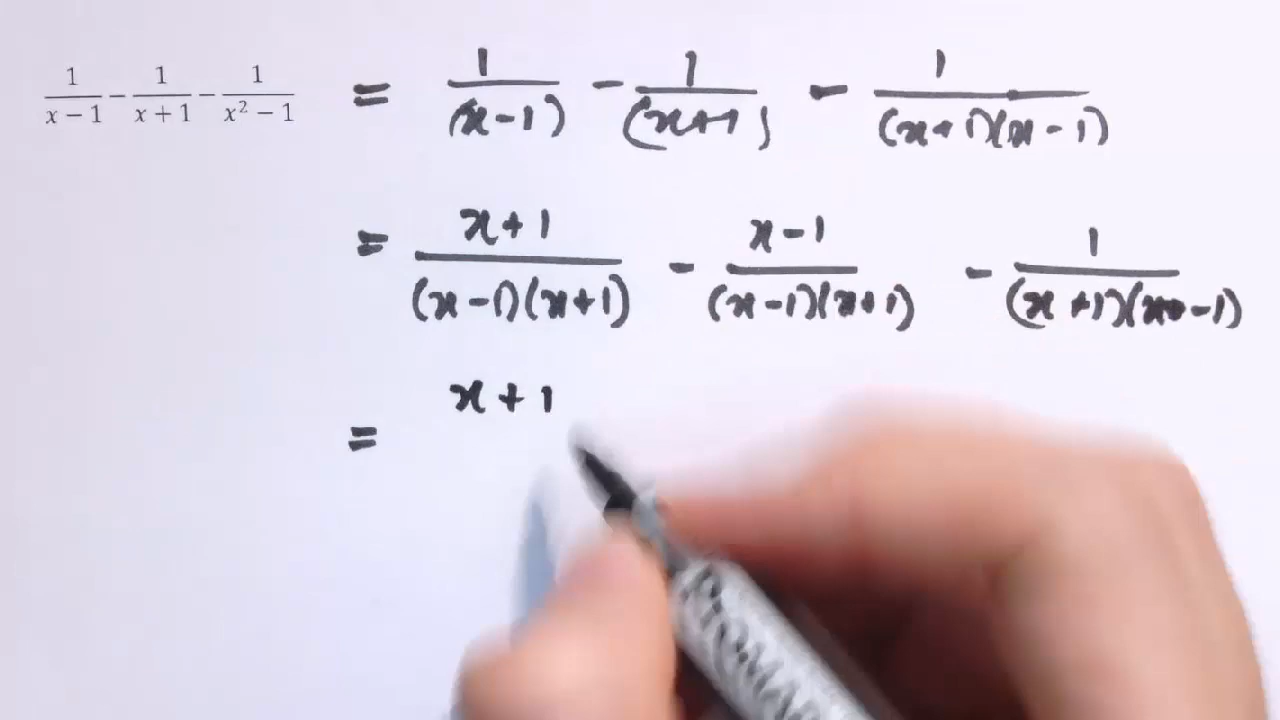 1/(x − 1) − 1/(x + 1) − 1/(x² − 1) = 1/(x − 1) − 1/(x + 1) − 1/((x + 1)(x − 1))
= (x + 1)/((x − 1)(x + 1)) − (x − 1)/((x − 1)(x + 1)) − 1/((x + 1)(x − 1))
= x + 1